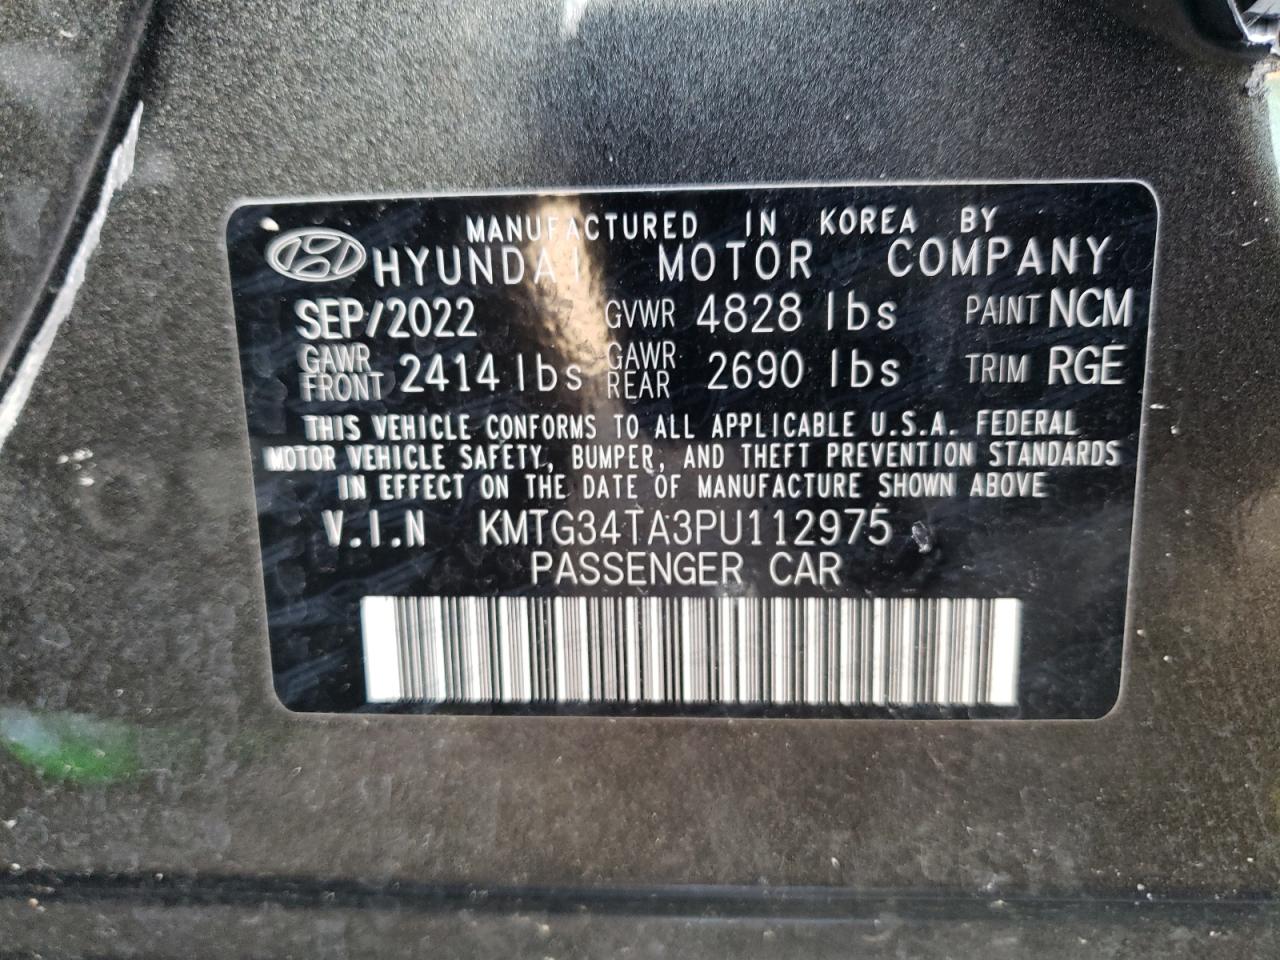 MANUFACTURED IN KOREA BY
HYUNDAI MOTOR COMPANY
SEP/2022 GVWR 4828 lbs PAINT NCM
GAWR FRONT 2414 lbs GAWR REAR 2690 lbs TRIM RGE
THIS VEHICLE CONFORMS TO ALL APPLICABLE U.S.A. FEDERAL
MOTOR VEHICLE SAFETY, BUMPER, AND THEFT PREVENTION STANDARDS
IN EFFECT ON THE DATE OF MANUFACTURE SHOWN ABOVE
V.I.N KMTG34TA3PU112975
PASSENGER CAR